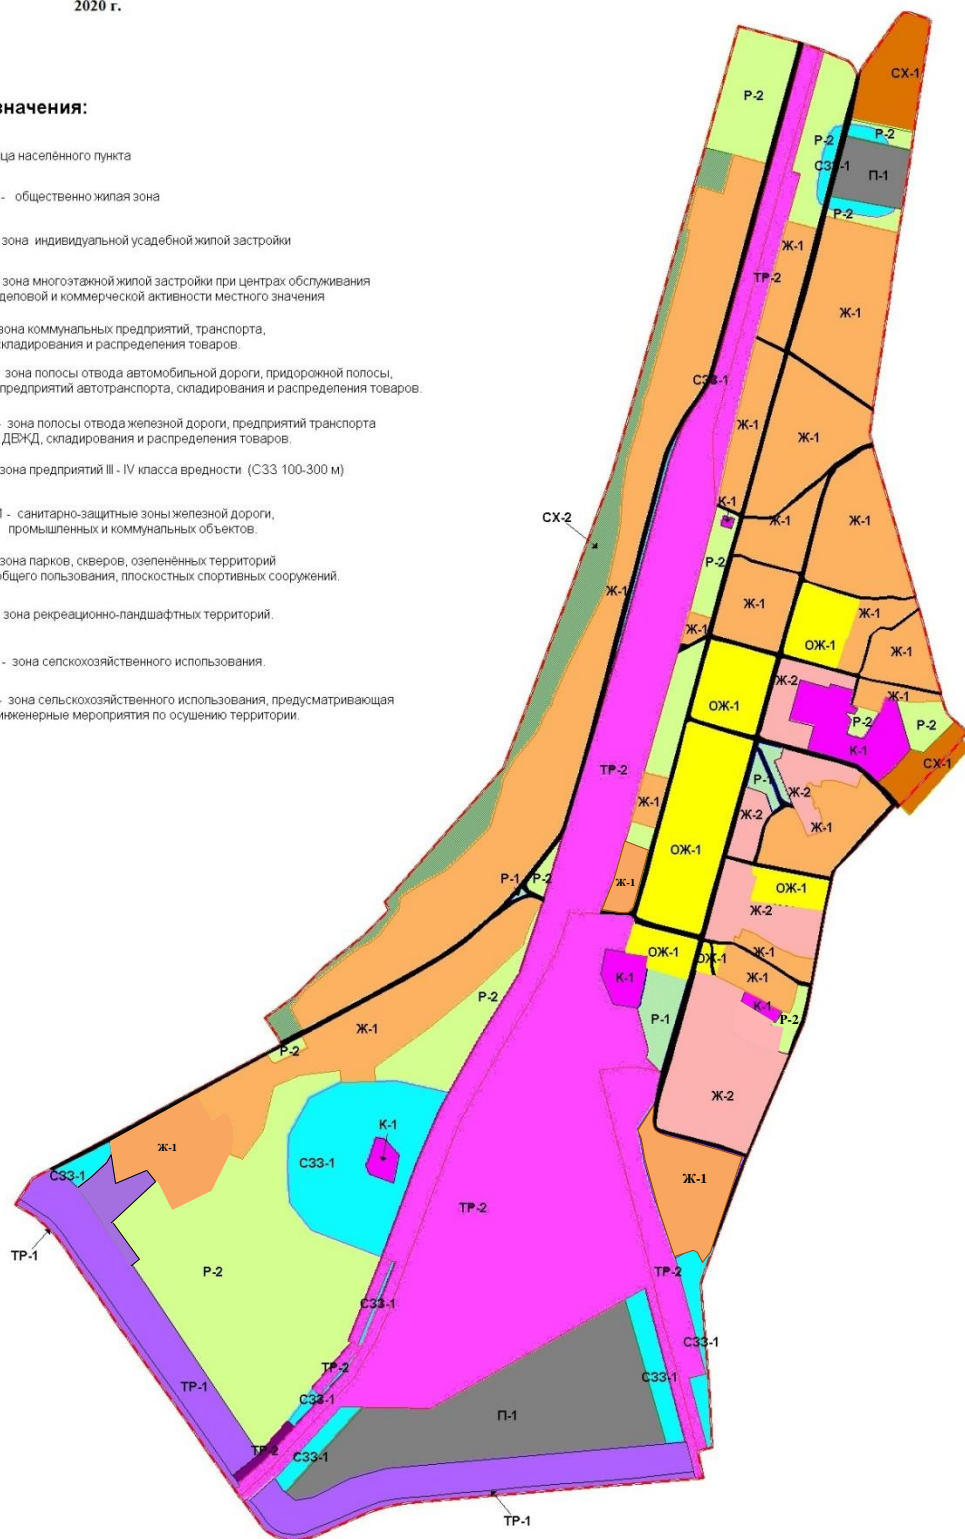 2020 г.
значения:
ца населённого пункта
- общественно жилая зона
зона индивидуальной усадебной жилой застройки
зона многоэтажной жилой застройки при центрах обслуживания
деловой и коммерческой активности местного значения
зона коммунальных предприятий, транспорта,
складирования и распределения товаров.
зона полосы отвода автомобильной дороги, придорожной полосы,
предприятий автотранспорта, складирования и распределения товаров.
- зона полосы отвода железной дороги, предприятий транспорта
ДВЖД, складирования и распределения товаров.
зона предприятий III - IV класса вредности (СЗЗ 100-300 м)
- санитарно-защитные зоны железной дороги,
промышленных и коммунальных объектов.
зона парков, скверов, озеленённых территорий
общего пользования, плоскостных спортивных сооружений.
зона рекреационно-ландшафтных территорий.
- зона селскохозяйственного использования.
- зона сельскохозяйственного использования, предусматривающая
инженерные мероприятия по осушению территории.
СХ-1
Р-2
Р-2
Р-2
СЗЗ-1
П-1
Р-2
Ж-1
ТР-2
Ж-1
СЗЗ-1
Ж-1
Ж-1
К-1
СХ-2
Ж-1
Ж-1
Р-2
Ж-1
Ж-1
Ж-1
Ж-1
ОЖ-1
Ж-1
Ж-2
Ж-1
ОЖ-1
Р-2
Р-2
К-1
СХ-1
ТР-2
Р-1
Ж-2
Ж-1
Ж-2
Ж-1
ОЖ-1
Р-1
Р-2
Ж-1
ОЖ-1
Ж-2
ОЖ-1
ОЖ-1
Ж-1
К-1
Ж-1
Р-2
К-1
Р-1
Р-2
Ж-1
Р-2
Ж-2
К-1
Ж-1
СЗЗ-1
СЗЗ-1
Ж-1
ТР-2
ТР-1
Р-2
ТР-2
СЗЗ-1
СЗЗ-1
ТР-2
СЗЗ-1
ТР-1
СЗЗ-1
П-1
ТР-2
СЗЗ-1
ТР-1